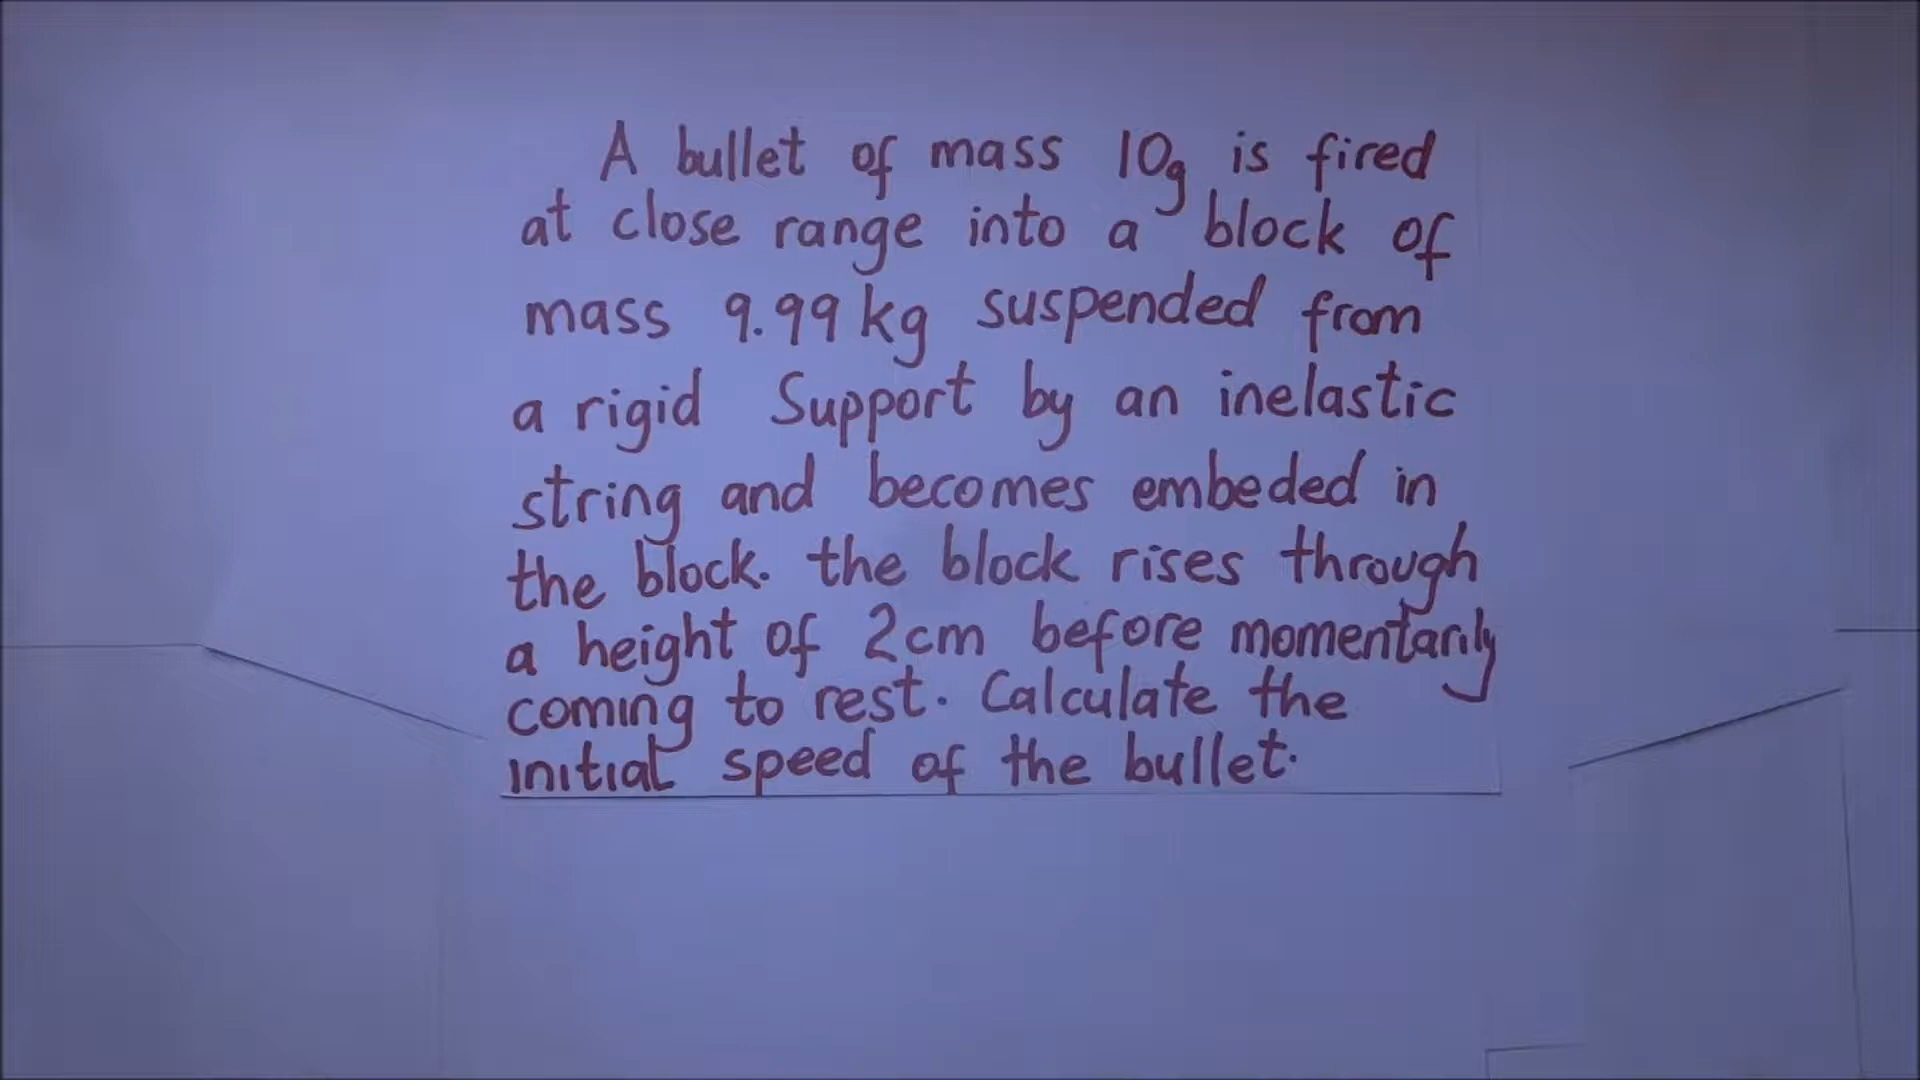 A bullet of mass 10g is fired
at close range into a block of
mass 9.99 kg suspended from
a rigid Support by an inelastic
string and becomes embeded in
the block. the block rises through
a height of 2cm before momentarily
coming to rest. Calculate the
initial speed of the bullet.